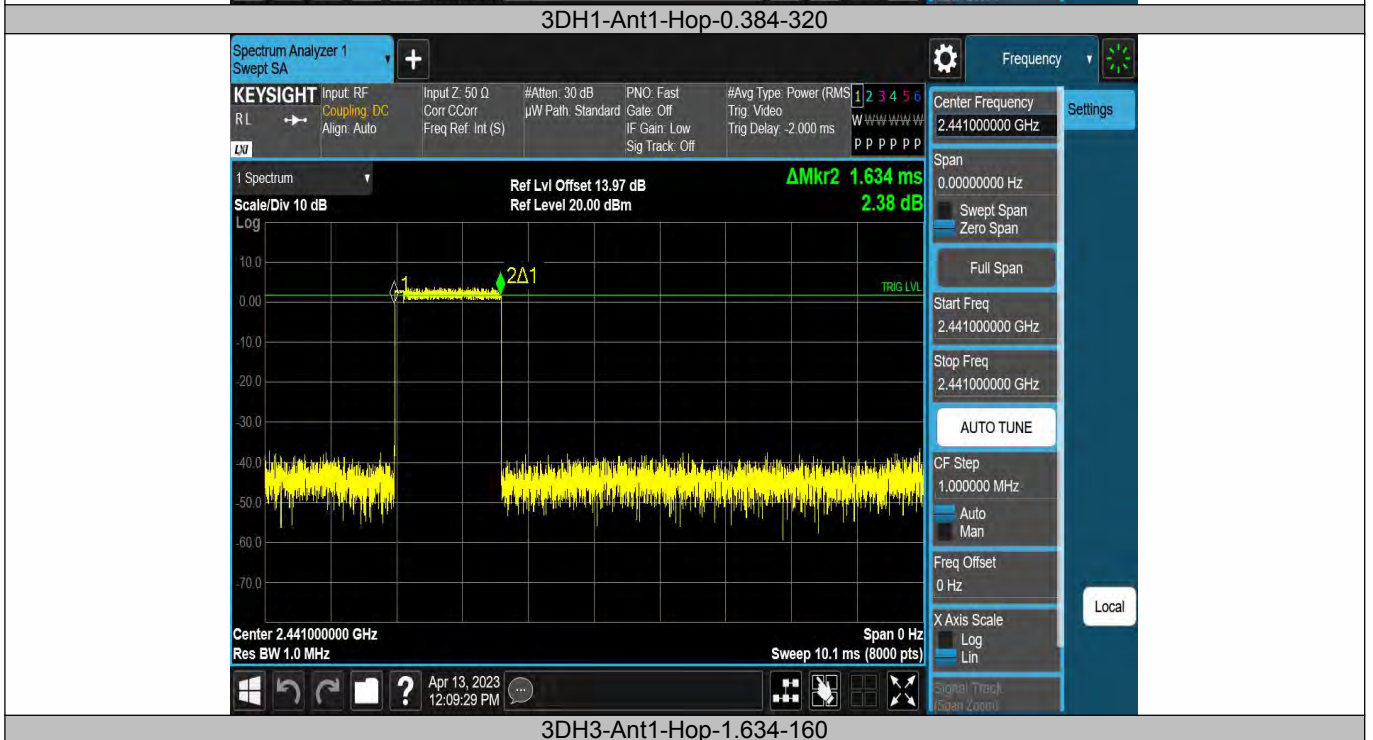 3DH1-Ant1-Hop-0.384-320
Spectrum Analyzer 1
Swept SA
+
Frequency
KEYSIGHT
RL
LXI
Input: RF
Coupling: DC
Align: Auto
Input Z: 50 Ω
Corr CCorr
Freq Ref: Int (S)
#Atten: 30 dB
µW Path: Standard
PNO: Fast
Gate: Off
IF Gain: Low
Sig Track: Off
#Avg Type: Power (RMS
Trig: Video
Trig Delay: -2.000 ms
1 2 3 4 5 6
W W W W W W
P P P P P P
Center Frequency
2.441000000 GHz
Settings
1 Spectrum
Scale/Div 10 dB
Log
Ref Lvl Offset 13.97 dB
Ref Level 20.00 dBm
ΔMkr2 1.634 ms
2.38 dB
Span
0.00000000 Hz
Swept Span
Zero Span
Full Span
Start Freq
2.441000000 GHz
Stop Freq
2.441000000 GHz
AUTO TUNE
CF Step
1.000000 MHz
Auto
Man
Freq Offset
0 Hz
X Axis Scale
Log
Lin
Signal Track
(Span Zoom)
Local
10.0
0.00
-10.0
-20.0
-30.0
-40.0
-50.0
-60.0
-70.0
1
2Δ1
TRIG LVL
Center 2.441000000 GHz
Res BW 1.0 MHz
Span 0 Hz
Sweep 10.1 ms (8000 pts)
?
Apr 13, 2023
12:09:29 PM
3DH3-Ant1-Hop-1.634-160